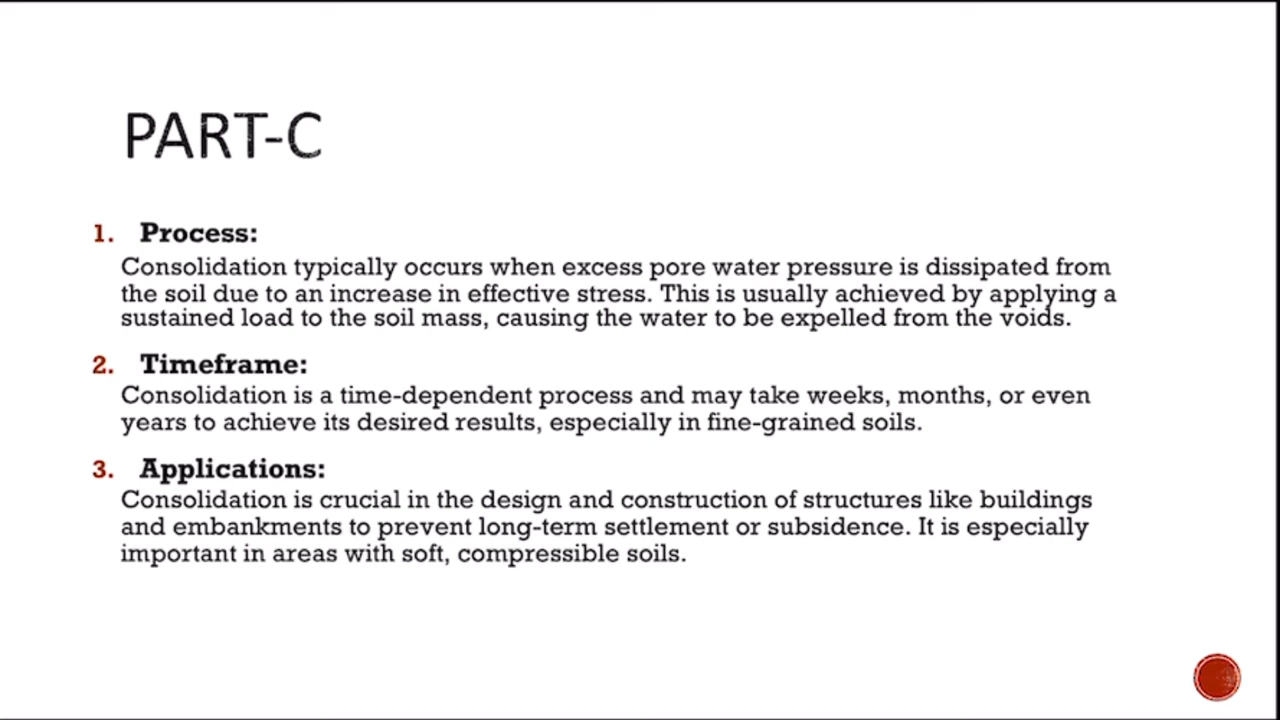 PART-C
1. Process:
Consolidation typically occurs when excess pore water pressure is dissipated from
the soil due to an increase in effective stress. This is usually achieved by applying a
sustained load to the soil mass, causing the water to be expelled from the voids.
2. Timeframe:
Consolidation is a time-dependent process and may take weeks, months, or even
years to achieve its desired results, especially in fine-grained soils.
3. Applications:
Consolidation is crucial in the design and construction of structures like buildings
and embankments to prevent long-term settlement or subsidence. It is especially
important in areas with soft, compressible soils.